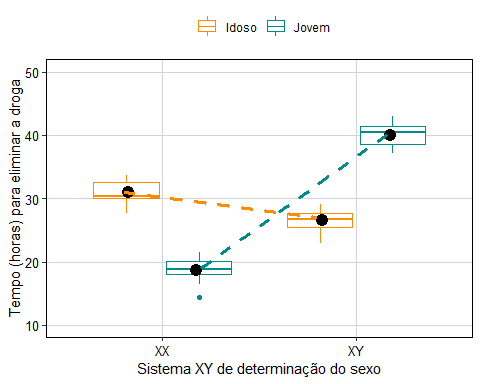 Idoso Jovem
Tempo (horas) para eliminar a droga
50
40
30
20
10
XX XY
Sistema XY de determinação do sexo